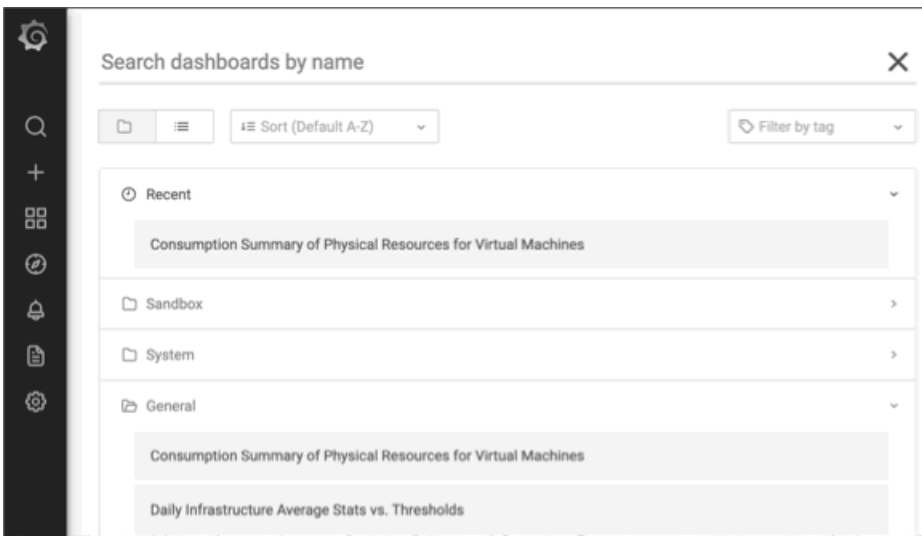 Search dashboards by name
Sort (Default A-Z)
Filter by tag
Recent
Consumption Summary of Physical Resources for Virtual Machines
Sandbox
System
General
Consumption Summary of Physical Resources for Virtual Machines
Daily Infrastructure Average Stats vs. Thresholds